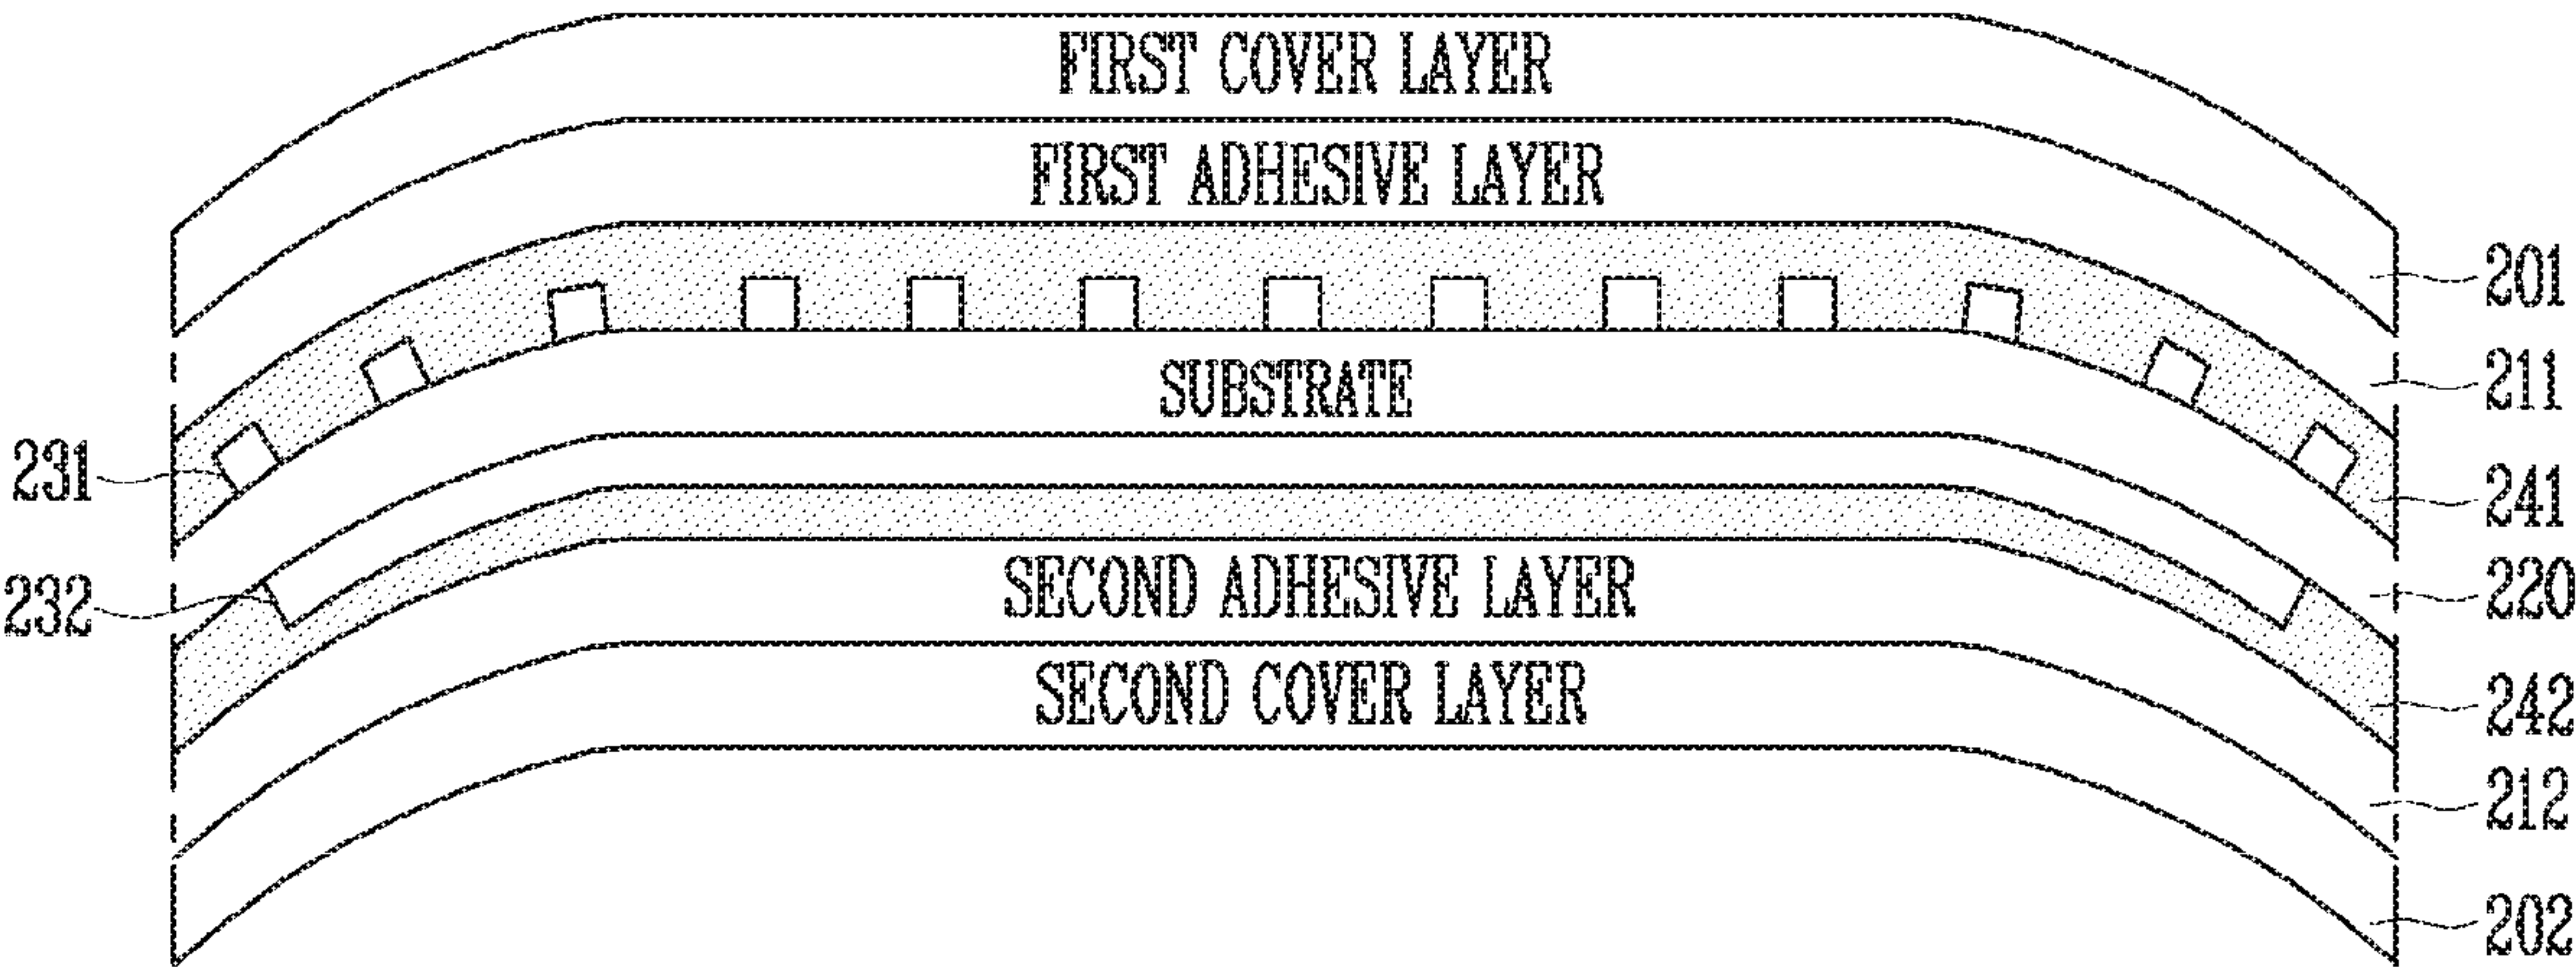 FIRST COVER LAYER
FIRST ADHESIVE LAYER
201
211
SUBSTRATE
231
241
232
SECOND ADHESIVE LAYER
220
SECOND COVER LAYER
242
212
202